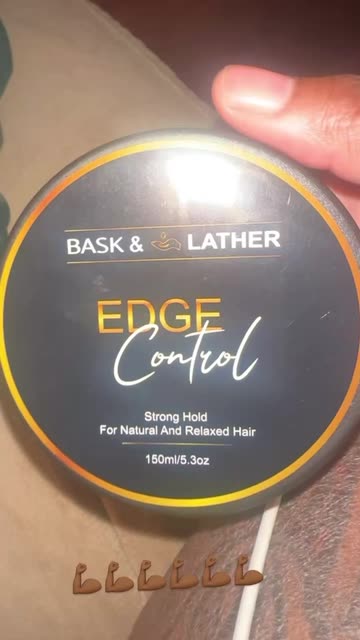 BASK & LATHER
EDGE
Control
Strong Hold
For Natural And Relaxed Hair
150ml/5.3oz
💪🏾💪🏾💪🏾💪🏾💪🏾💪🏾